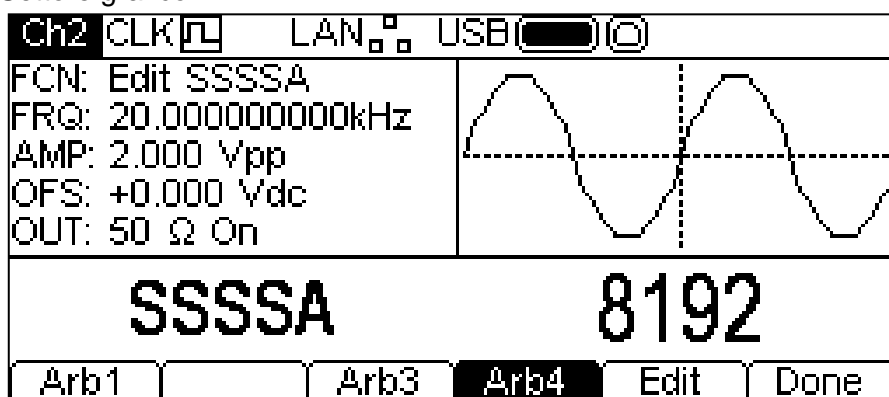 Ch2 CLK LAN USB
FCN: Edit SSSSA
FRQ: 20.000000000kHz
AMP: 2.000 Vpp
OFS: +0.000 Vdc
OUT: 50 Ω On
SSSSA 8192
Arb1 Arb3 Arb4 Edit Done